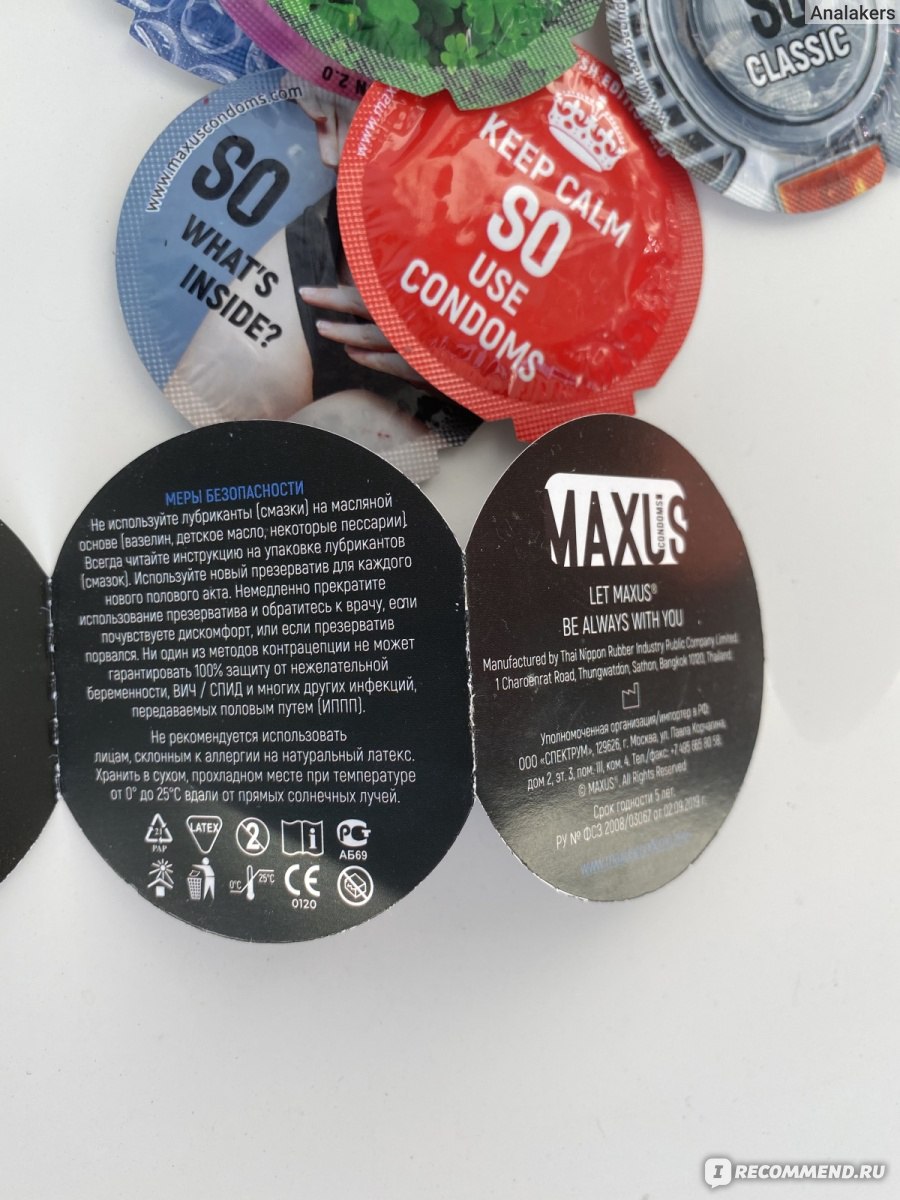 Analakers
N 2.0
SO
CLASSIC
www.maxuscondoms.com
SO
WHAT'S
INSIDE?
KEEP CALM
SO
USE
CONDOMS
МЕРЫ БЕЗОПАСНОСТИ
Не используйте лубриканты (смазки) на масляной
основе (вазелин, детское масло, некоторые пессарии).
Всегда читайте инструкцию на упаковке лубрикантов
(смазок). Используйте новый презерватив для каждого
нового полового акта. Немедленно прекратите
использование презерватива и обратитесь к врачу, если
почувствуете дискомфорт, или если презерватив
порвался. Ни один из методов контрацепции не может
гарантировать 100% защиту от нежелательной
беременности, ВИЧ / СПИД и многих других инфекций,
передаваемых половым путем (ИППП).
Не рекомендуется использовать
лицам, склонным к аллергии на натуральный латекс.
Хранить в сухом, прохладном месте при температуре
от 0° до 25°C вдали от прямых солнечных лучей.
21
PAP
LATEX
2
i
РСТ
АБ69
0°C
25°C
CE
0120
MAXUS
CONDOMS
LET MAXUS®
BE ALWAYS WITH YOU
Manufactured by Thai Nippon Rubber Industry Public Company Limited.
1 Charoenrat Road, Thungwatdon, Sathon, Bangkok 10120, Thailand.
Уполномоченная организация/импортер в РФ:
ООО «СПЕКТРУМ», 129626, г. Москва, ул. Павла Корчагина,
дом 2, эт. 3, пом. III, ком. 4. Тел./факс: +7 495 665 80 58.
© MAXUS®. All Rights Reserved
Срок годности 5 лет.
РУ № ФСЗ 2008/03067 от 02.09.2019 г.
IRECOMMEND.RU